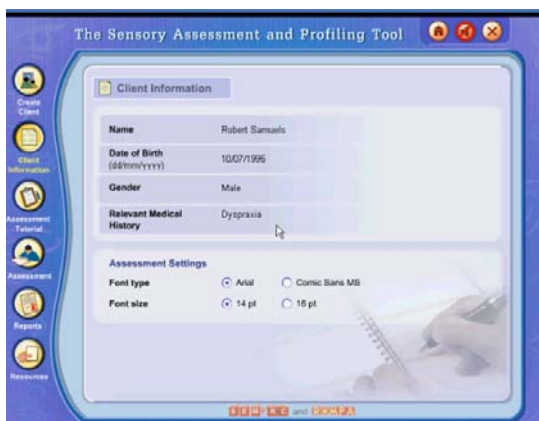 The Sensory Assessment and Profiling Tool
Create
Client
Client
Information
Assessment
Tutorial
Assessment
Reports
Resources
Client Information
Name Robert Samuels
Date of Birth 10/07/1996
(dd/mm/yyyy)
Gender Male
Relevant Medical Dyspraxia
History
Assessment Settings
Font type Arial Comic Sans MS
Font size 14 pt 16 pt
and ROMPA